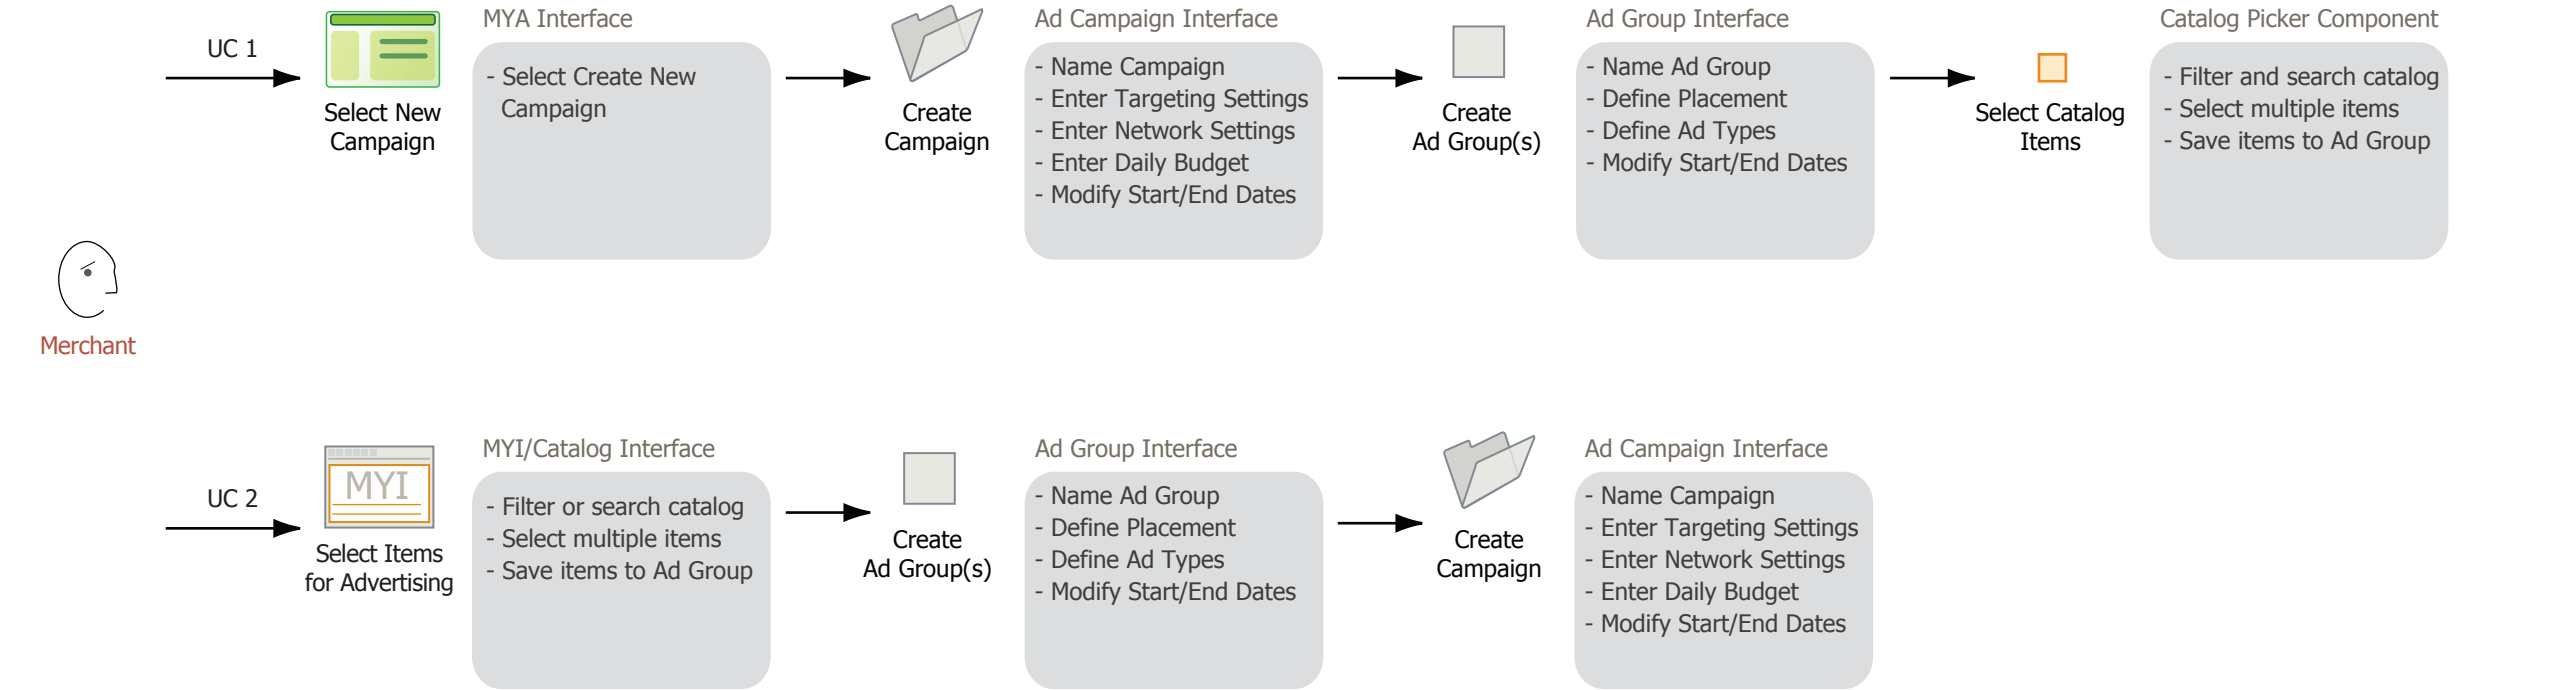 UC 1
Select New
Campaign
MYA Interface
- Select Create New
Campaign
Create
Campaign
Ad Campaign Interface
- Name Campaign
- Enter Targeting Settings
- Enter Network Settings
- Enter Daily Budget
- Modify Start/End Dates
Create
Ad Group(s)
Ad Group Interface
- Name Ad Group
- Define Placement
- Define Ad Types
- Modify Start/End Dates
Select Catalog
Items
Catalog Picker Component
- Filter and search catalog
- Select multiple items
- Save items to Ad Group
Merchant
UC 2
MYI
Select Items
for Advertising
MYI/Catalog Interface
- Filter or search catalog
- Select multiple items
- Save items to Ad Group
Create
Ad Group(s)
Ad Group Interface
- Name Ad Group
- Define Placement
- Define Ad Types
- Modify Start/End Dates
Create
Campaign
Ad Campaign Interface
- Name Campaign
- Enter Targeting Settings
- Enter Network Settings
- Enter Daily Budget
- Modify Start/End Dates